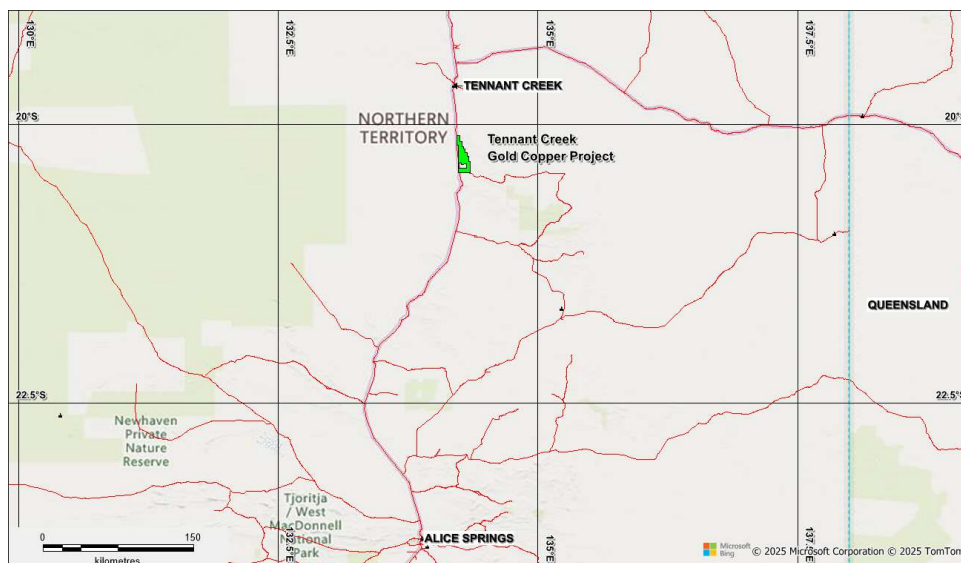 130°E
132.5°E
135°E
137.5°E
TENNANT CREEK
20°S
20°
NORTHERN
TERRITORY
Tennant Creek
Gold Copper Project
QUEENSLAND
22.5°S
22.5°S
Newhaven
Private
Nature
Reserve
Tjoritja
/ West
MacDonnell
National
Park
132.5°E
ALICE SPRINGS
135°E
137.5°E
0
150
kilometres
Microsoft
Bing
© 2025 Microsoft Corporation © 2025 TomTom